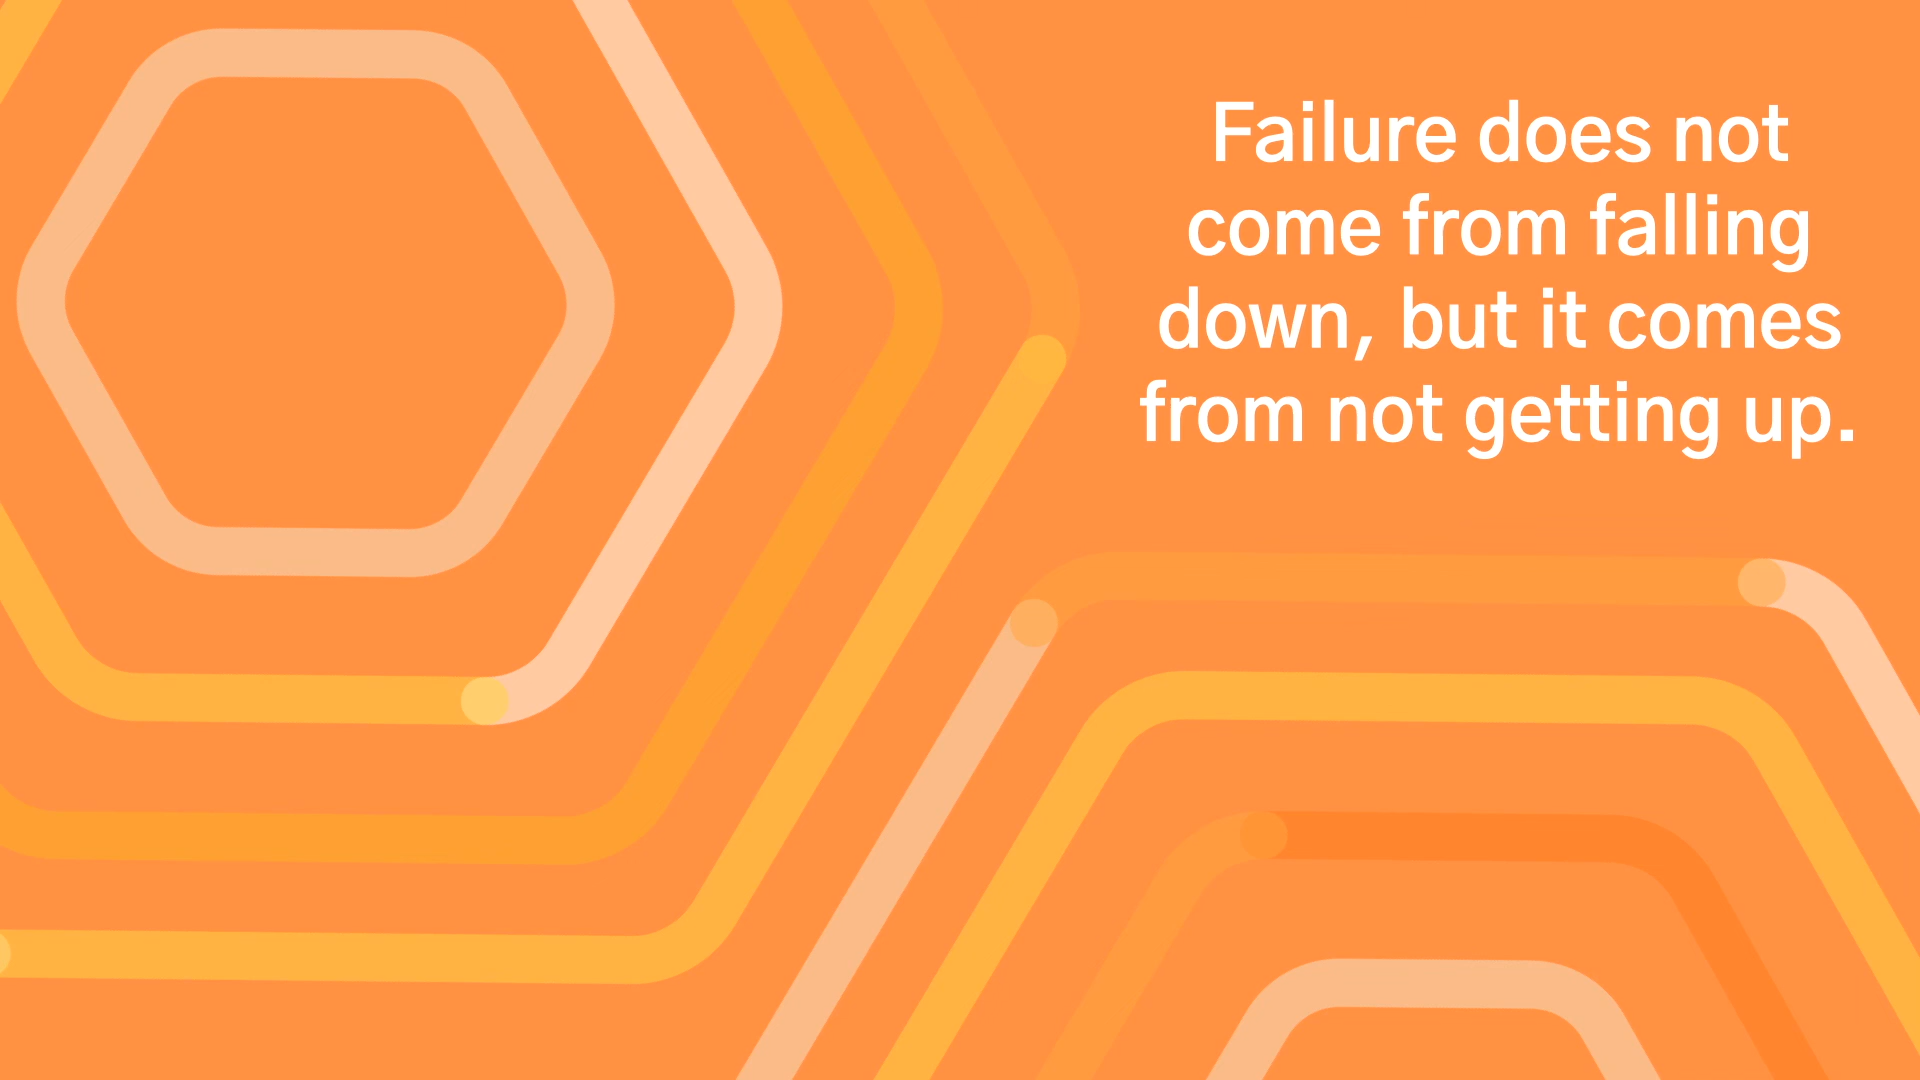 Failure does not
come from falling
down, but it comes
from not getting up.